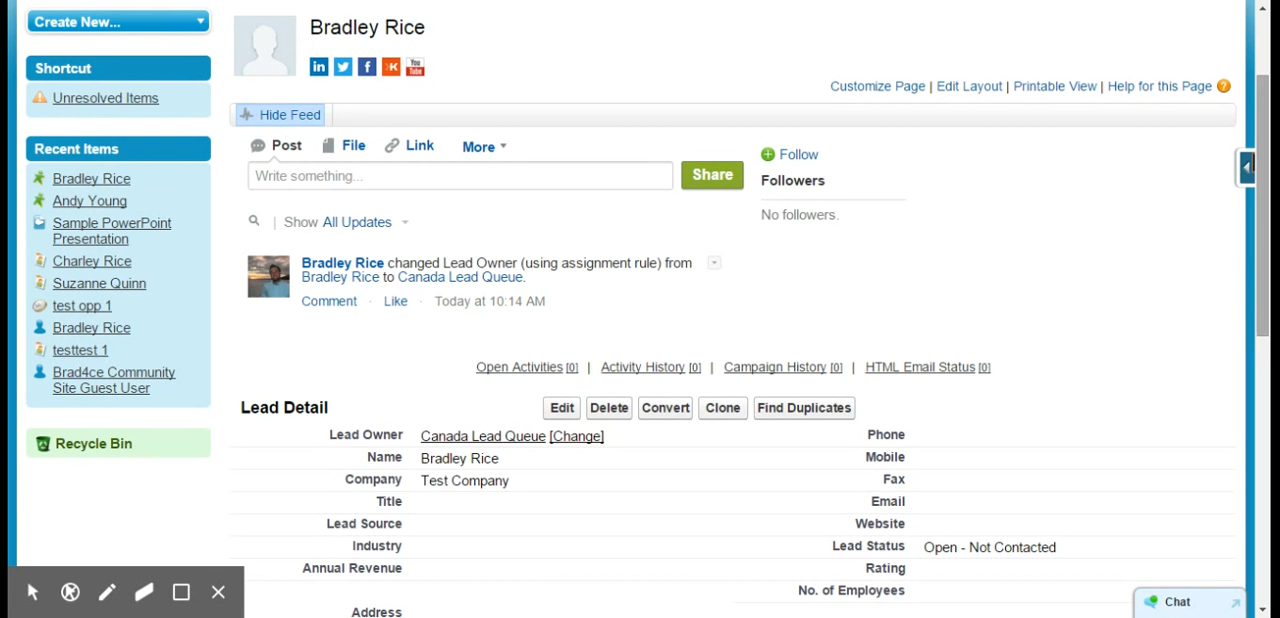 Create New...
Shortcut
Unresolved Items
Recent Items
Bradley Rice
Andy Young
Sample PowerPoint
Presentation
Charley Rice
Suzanne Quinn
test opp 1
Bradley Rice
testtest 1
Brad4ce Community
Site Guest User
Recycle Bin
Bradley Rice
in
You
Tube
Customize Page | Edit Layout | Printable View | Help for this Page ?
Hide Feed
Post File Link More
Write something...
Share
Follow
Followers
No followers.
| Show All Updates
Bradley Rice changed Lead Owner (using assignment rule) from
Bradley Rice to Canada Lead Queue.
Comment · Like · Today at 10:14 AM
Open Activities [0] | Activity History [0] | Campaign History [0] | HTML Email Status [0]
Lead Detail
Edit Delete Convert Clone Find Duplicates
Lead Owner Canada Lead Queue [Change] Phone
Name Bradley Rice Mobile
Company Test Company Fax
Title Email
Lead Source Website
Industry Lead Status Open - Not Contacted
Annual Revenue Rating
No. of Employees
Address
Chat